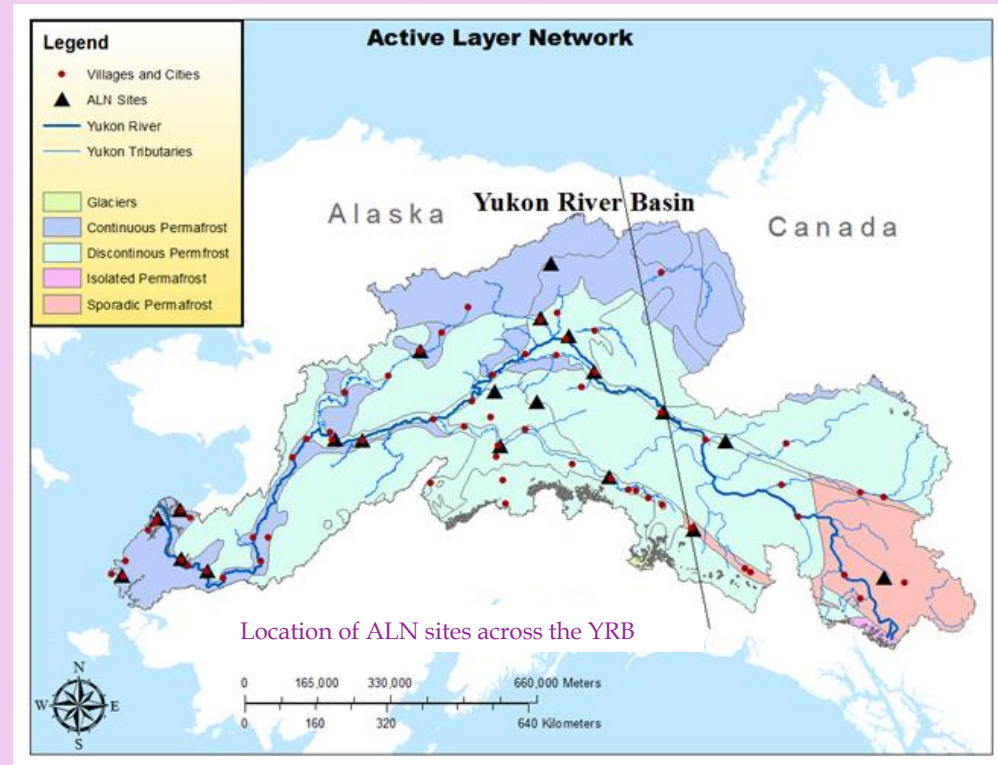 Active Layer Network
Legend
Villages and Cities
ALN Sites
Yukon River
Yukon Tributaries
Glaciers
Continuous Permafrost
Discontinous Permfrost
Isolated Permafrost
Sporadic Permafrost
Yukon River Basin
Alaska
Canada
Location of ALN sites across the YRB
N
W E
S
0 165,000 330,000 660,000 Meters
0 160 320 640 Kilometers